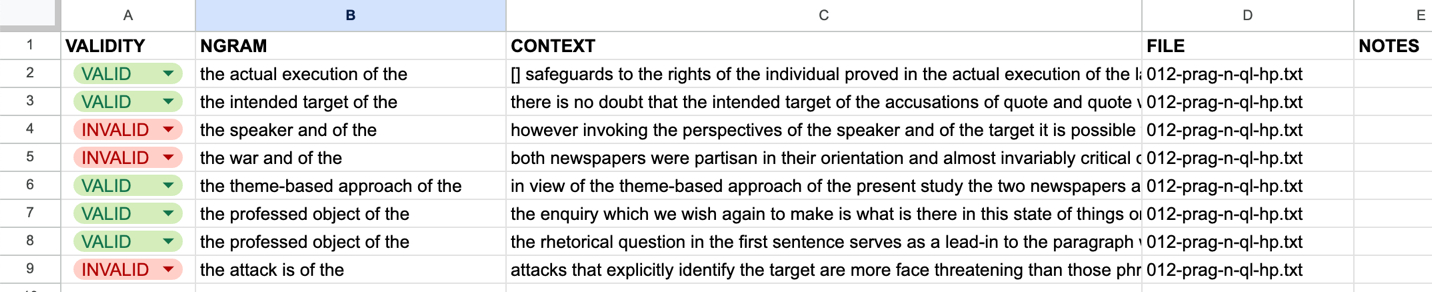 A B C D E
1 VALIDITY NGRAM CONTEXT FILE NOTES
2 VALID the actual execution of the [] safeguards to the rights of the individual proved in the actual execution of the 012-prag-n-ql-hp.txt
3 VALID the intended target of the there is no doubt that the intended target of the accusations of quote and quote 012-prag-n-ql-hp.txt
4 INVALID the speaker and of the however invoking the perspectives of the speaker and of the target it is possible 012-prag-n-ql-hp.txt
5 INVALID the war and of the both newspapers were partisan in their orientation and almost invariably critical 012-prag-n-ql-hp.txt
6 VALID the theme-based approach of the in view of the theme-based approach of the present study the two newspapers a 012-prag-n-ql-hp.txt
7 VALID the professed object of the the enquiry which we wish again to make is what is there in this state of things 012-prag-n-ql-hp.txt
8 VALID the professed object of the the rhetorical question in the first sentence serves as a lead-in to the paragraph 012-prag-n-ql-hp.txt
9 INVALID the attack is of the attacks that explicitly identify the target are more face threatening than those phr 012-prag-n-ql-hp.txt